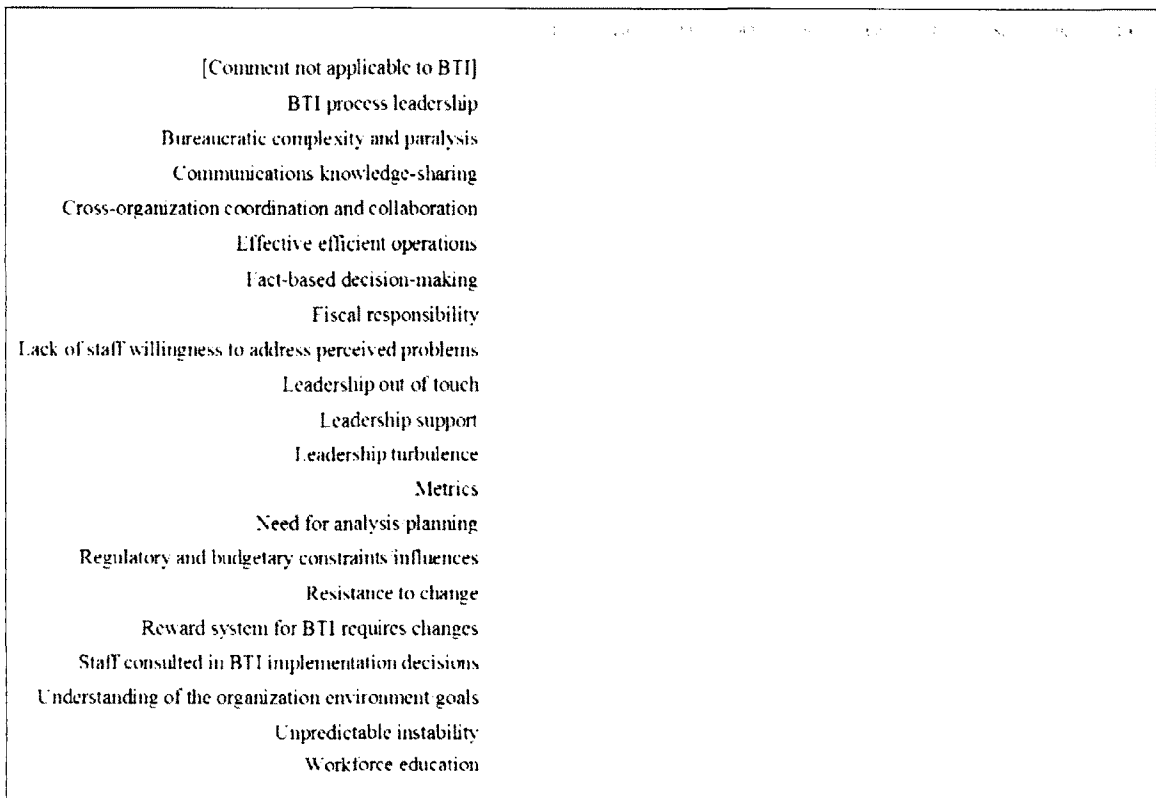 [Comment not applicable to BTI]
BTI process leadership
Bureaucratic complexity and paralysis
Communications knowledge-sharing
Cross-organization coordination and collaboration
Effective efficient operations
Fact-based decision-making
Fiscal responsibility
Lack of staff willingness to address perceived problems
Leadership out of touch
Leadership support
Leadership turbulence
Metrics
Need for analysis planning
Regulatory and budgetary constraints influences
Resistance to change
Reward system for BTI requires changes
Staff consulted in BTI implementation decisions
Understanding of the organization environment goals
Unpredictable instability
Workforce education